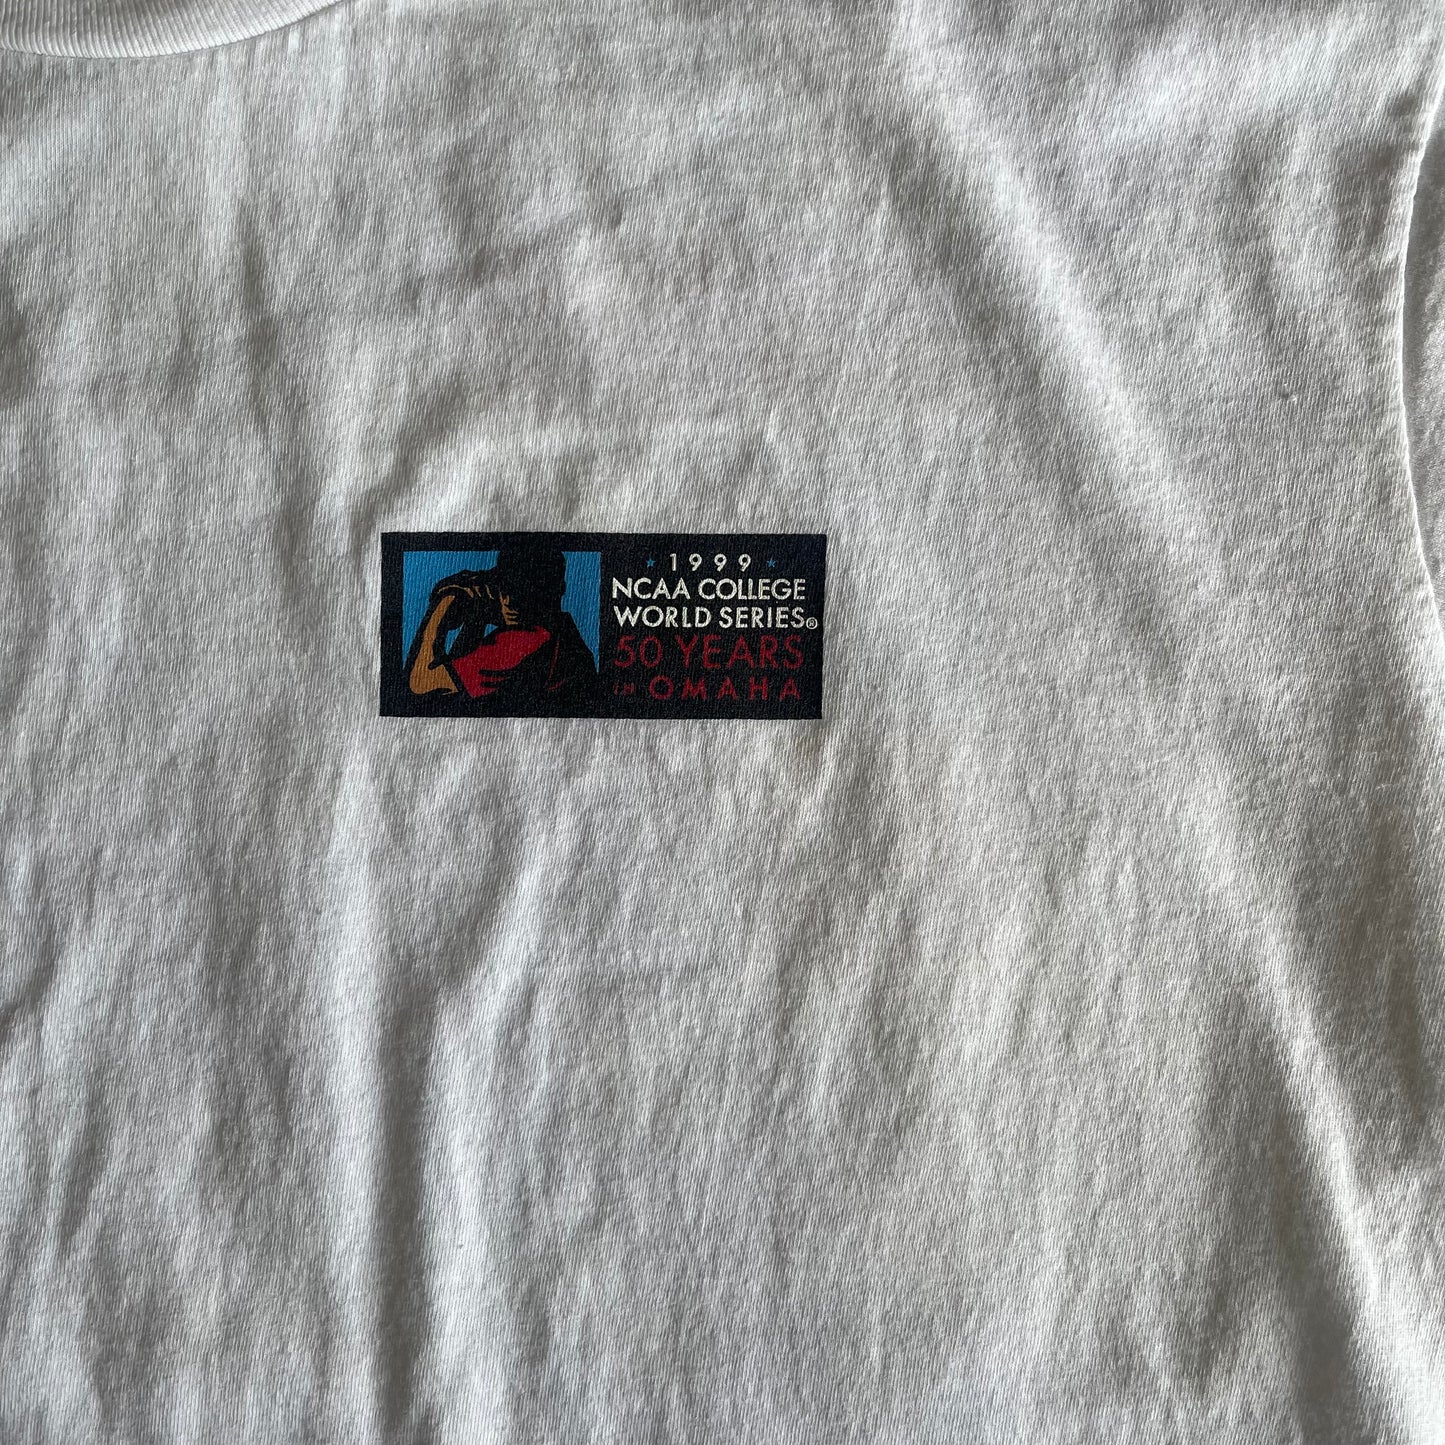 ★ 1999 ★
NCAA COLLEGE
WORLD SERIES®
50 YEARS
IN OMAHA